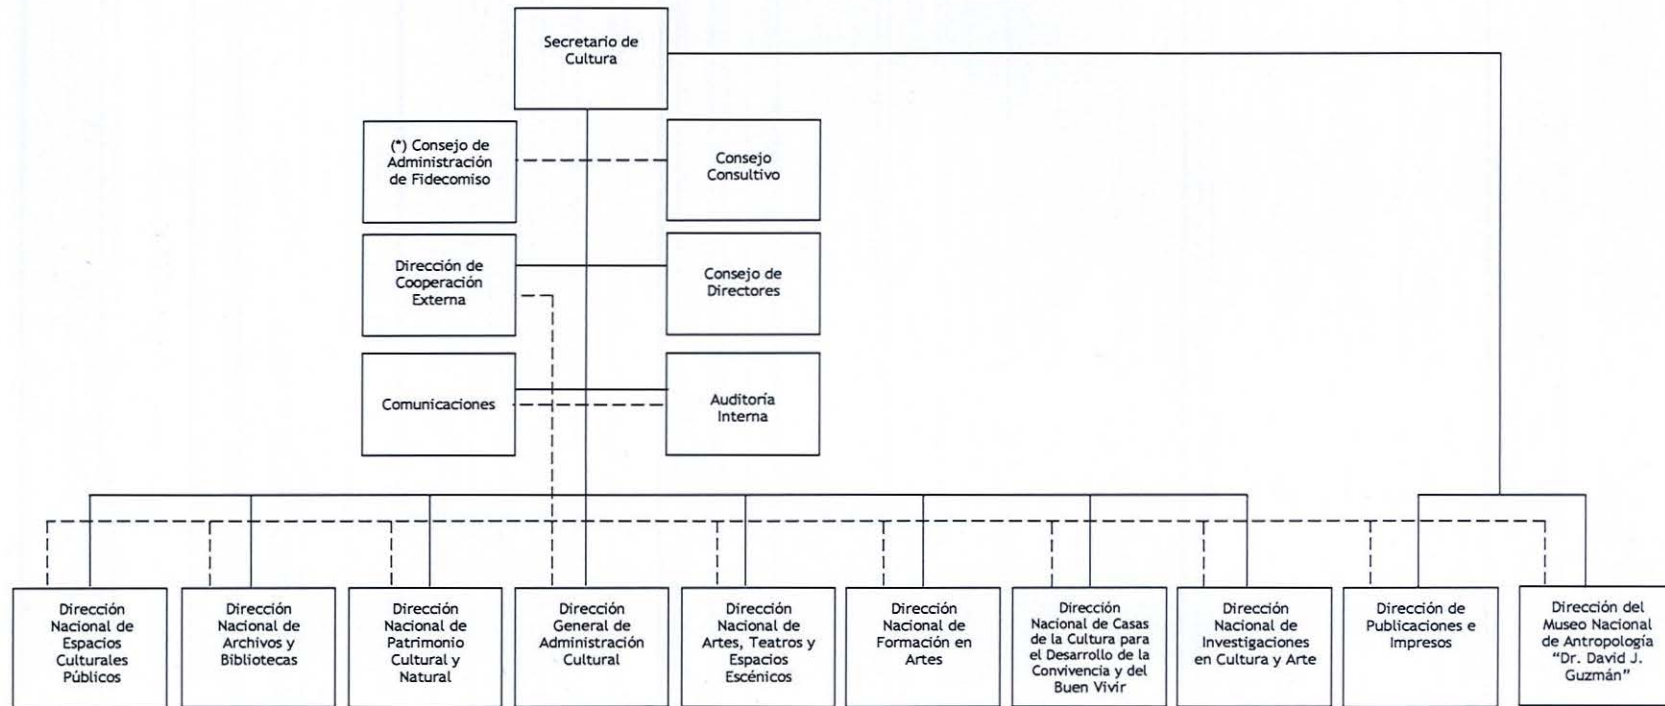 Secretario de
Cultura
(*) Consejo de
Administración
de Fidecomiso
Consejo
Consultivo
Dirección de
Cooperación
Externa
Consejo de
Directores
Comunicaciones
Auditoría
Interna
Dirección
Nacional de
Espacios
Culturales
Públicos
Dirección
Nacional de
Archivos y
Bibliotecas
Dirección
Nacional de
Patrimonio
Cultural y
Natural
Dirección
General de
Administración
Cultural
Dirección
Nacional de
Artes, Teatros y
Espacios
Escénicos
Dirección
Nacional de
Formación en
Artes
Dirección
Nacional de Casas
de la Cultura para
el Desarrollo de la
Convivencia y del
Buen Vivir
Dirección
Nacional de
Investigaciones
en Cultura y Arte
Dirección de
Publicaciones e
Impresos
Dirección del
Museo Nacional
de Antropología
“Dr. David J.
Guzmán”